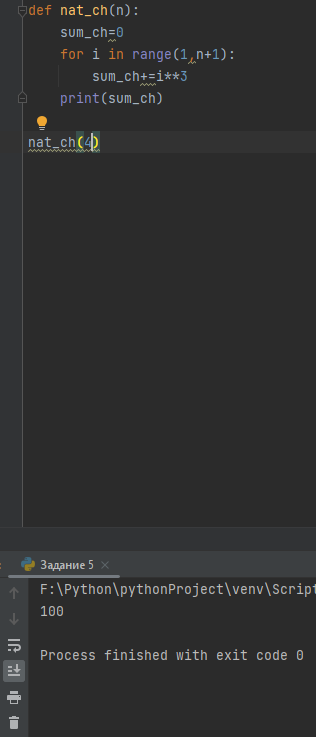 def nat_ch(n):
    sum_ch=0
    for i in range(1,n+1):
        sum_ch+=i**3
    print(sum_ch)
nat_ch(4)
Задание 5
F:\Python\pythonProject\venv\Script
100
Process finished with exit code 0